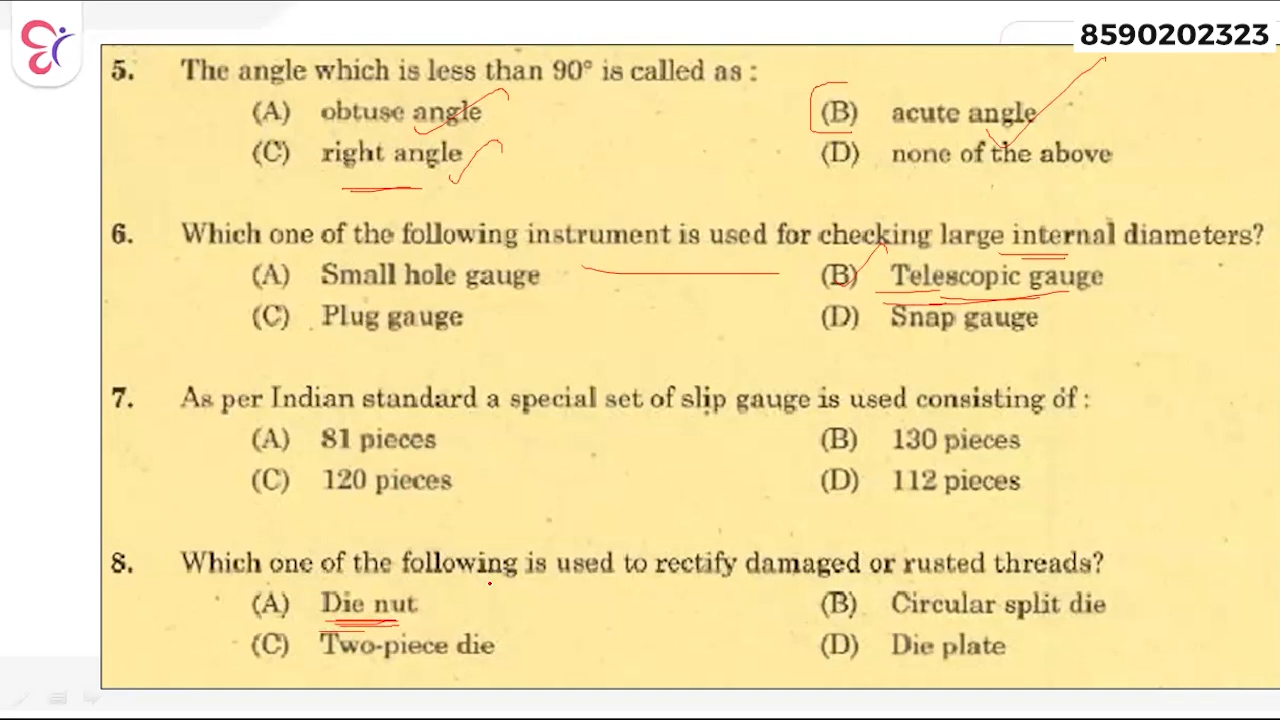 8590202323
5. The angle which is less than 90° is called as :
(A) obtuse angle (B) acute angle
(C) right angle (D) none of the above
6. Which one of the following instrument is used for checking large internal diameters?
(A) Small hole gauge (B) Telescopic gauge
(C) Plug gauge (D) Snap gauge
7. As per Indian standard a special set of slip gauge is used consisting of :
(A) 81 pieces (B) 130 pieces
(C) 120 pieces (D) 112 pieces
8. Which one of the following is used to rectify damaged or rusted threads?
(A) Die nut (B) Circular split die
(C) Two-piece die (D) Die plate